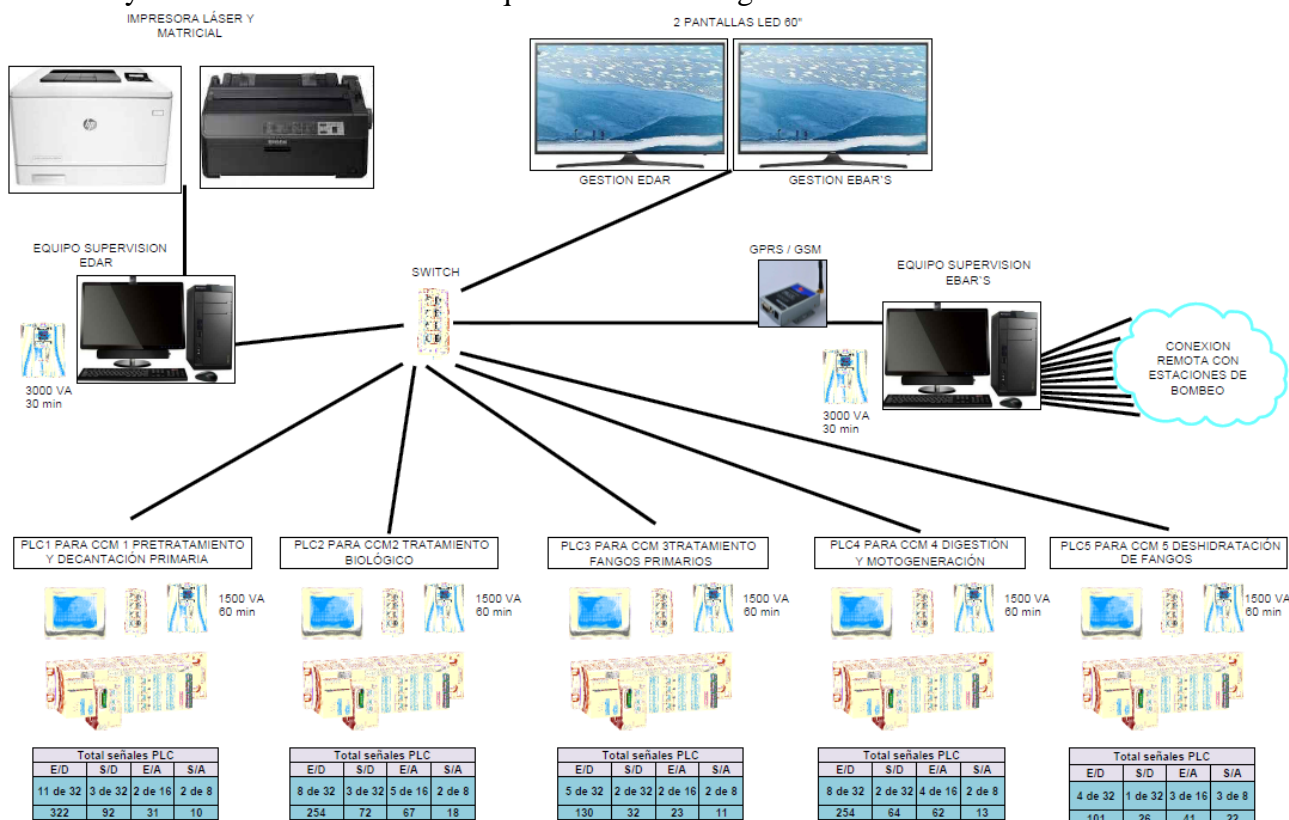 IMPRESORA LÁSER Y
MATRICIAL
2 PANTALLAS LED 60"
hp
GESTION EDAR
GESTION EBAR`S
EQUIPO SUPERVISION
EDAR
SWITCH
GPRS / GSM
EQUIPO SUPERVISION
EBAR`S
3000 VA
30 min
3000 VA
30 min
CONEXION
REMOTA CON
ESTACIONES DE
BOMBEO
PLC1 PARA CCM 1 PRETRATAMIENTO
Y DECANTACIÓN PRIMARIA
PLC2 PARA CCM2 TRATAMIENTO
BIOLÓGICO
PLC3 PARA CCM 3TRATAMIENTO
FANGOS PRIMARIOS
PLC4 PARA CCM 4 DIGESTIÓN
Y MOTOGENERACIÓN
PLC5 PARA CCM 5 DESHIDRATACIÓN
DE FANGOS
1500 VA
60 min
1500 VA
60 min
1500 VA
60 min
1500 VA
60 min
1500 VA
60 min
Total señales PLC
E/D S/D E/A S/A
11 de 32 3 de 32 2 de 16 2 de 8
322 92 31 10
Total señales PLC
E/D S/D E/A S/A
8 de 32 3 de 32 5 de 16 2 de 8
254 72 67 18
Total señales PLC
E/D S/D E/A S/A
5 de 32 2 de 32 2 de 16 2 de 8
130 32 23 11
Total señales PLC
E/D S/D E/A S/A
8 de 32 2 de 32 4 de 16 2 de 8
254 64 62 13
Total señales PLC
E/D S/D E/A S/A
4 de 32 1 de 32 3 de 16 3 de 8
101 26 41 22